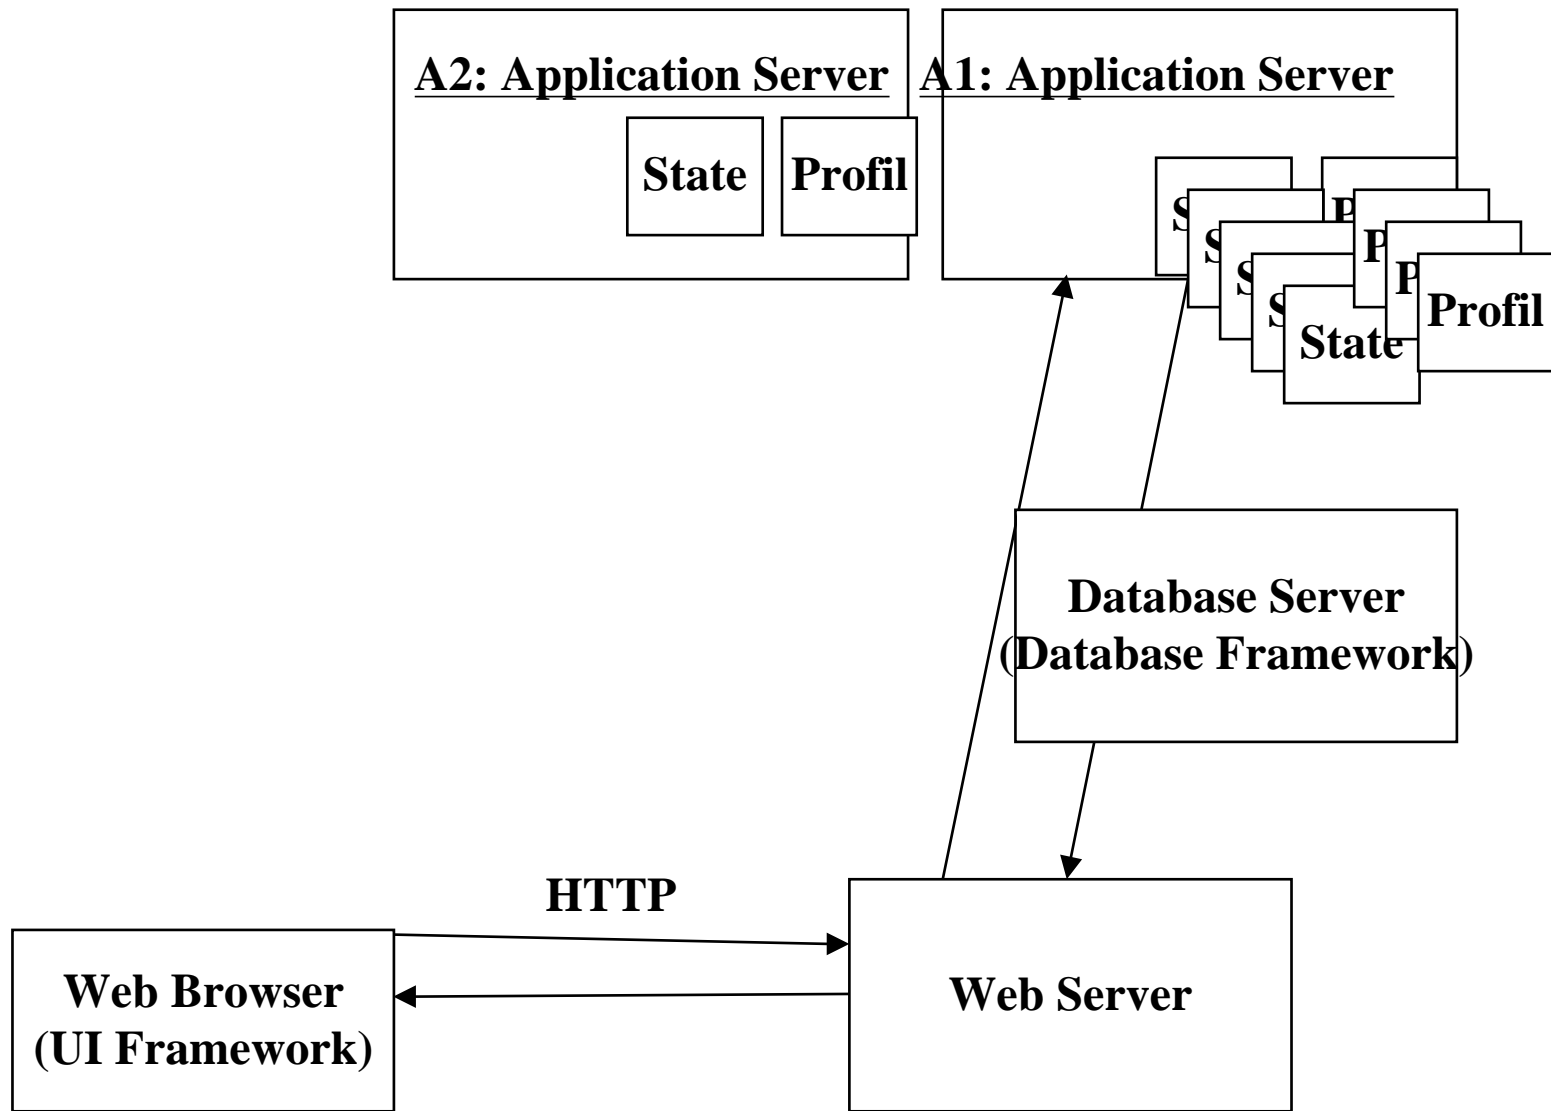 A2: Application Server
A1: Application Server
State
Profil
S
P
S
P
S
P
S
State
Profil
Database Server
(Database Framework)
HTTP
Web Browser
(UI Framework)
Web Server